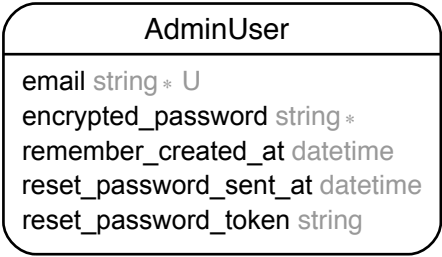 AdminUser
email string * U
encrypted_password string *
remember_created_at datetime
reset_password_sent_at datetime
reset_password_token string